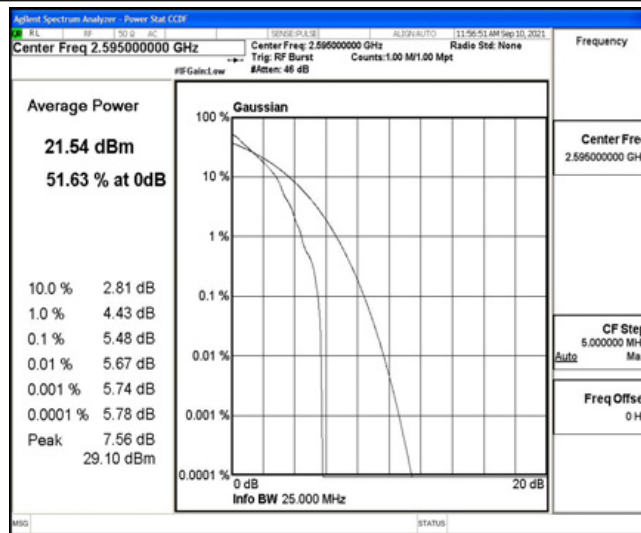 Agilent Spectrum Analyzer - Power Stat CCDF
RL RF 50 Ω AC SENSE:PULSE ALIGN AUTO 11:56:51 AM Sep 10, 2021
Center Freq 2.595000000 GHz
Center Freq: 2.595000000 GHz Radio Std: None
Trig: RF Burst Counts:1.00 M/1.00 Mpt
#IFGain:Low #Atten: 46 dB
Frequency
Average Power
21.54 dBm
51.63 % at 0dB
10.0 % 2.81 dB
1.0 % 4.43 dB
0.1 % 5.48 dB
0.01 % 5.67 dB
0.001 % 5.74 dB
0.0001 % 5.78 dB
Peak 7.56 dB
29.10 dBm
Gaussian
100 %
10 %
1 %
0.1 %
0.01 %
0.001 %
0.0001 %
0 dB 20 dB
Info BW 25.000 MHz
Center Fre
2.595000000 GH
CF Step
5.000000 MH
Auto Ma
Freq Offse
0 H
MSG STATUS